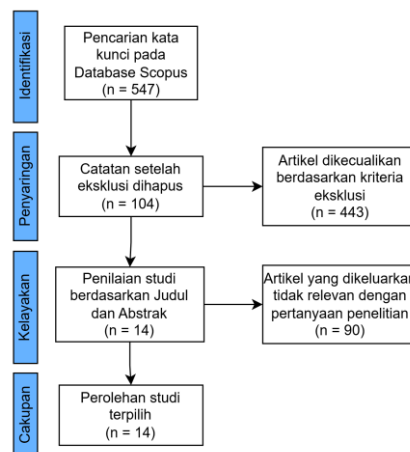 Identifikasi
Pencarian kata
kunci pada
Database Scopus
(n = 547)
Penyaringan
Catatan setelah
eksklusi dihapus
(n = 104)
Artikel dikecualikan
berdasarkan kriteria
eksklusi
(n = 443)
Kelayakan
Penilaian studi
berdasarkan Judul
dan Abstrak
(n = 14)
Artikel yang dikeluarkan
tidak relevan dengan
pertanyaan penelitian
(n = 90)
Cakupan
Perolehan studi
terpilih
(n = 14)